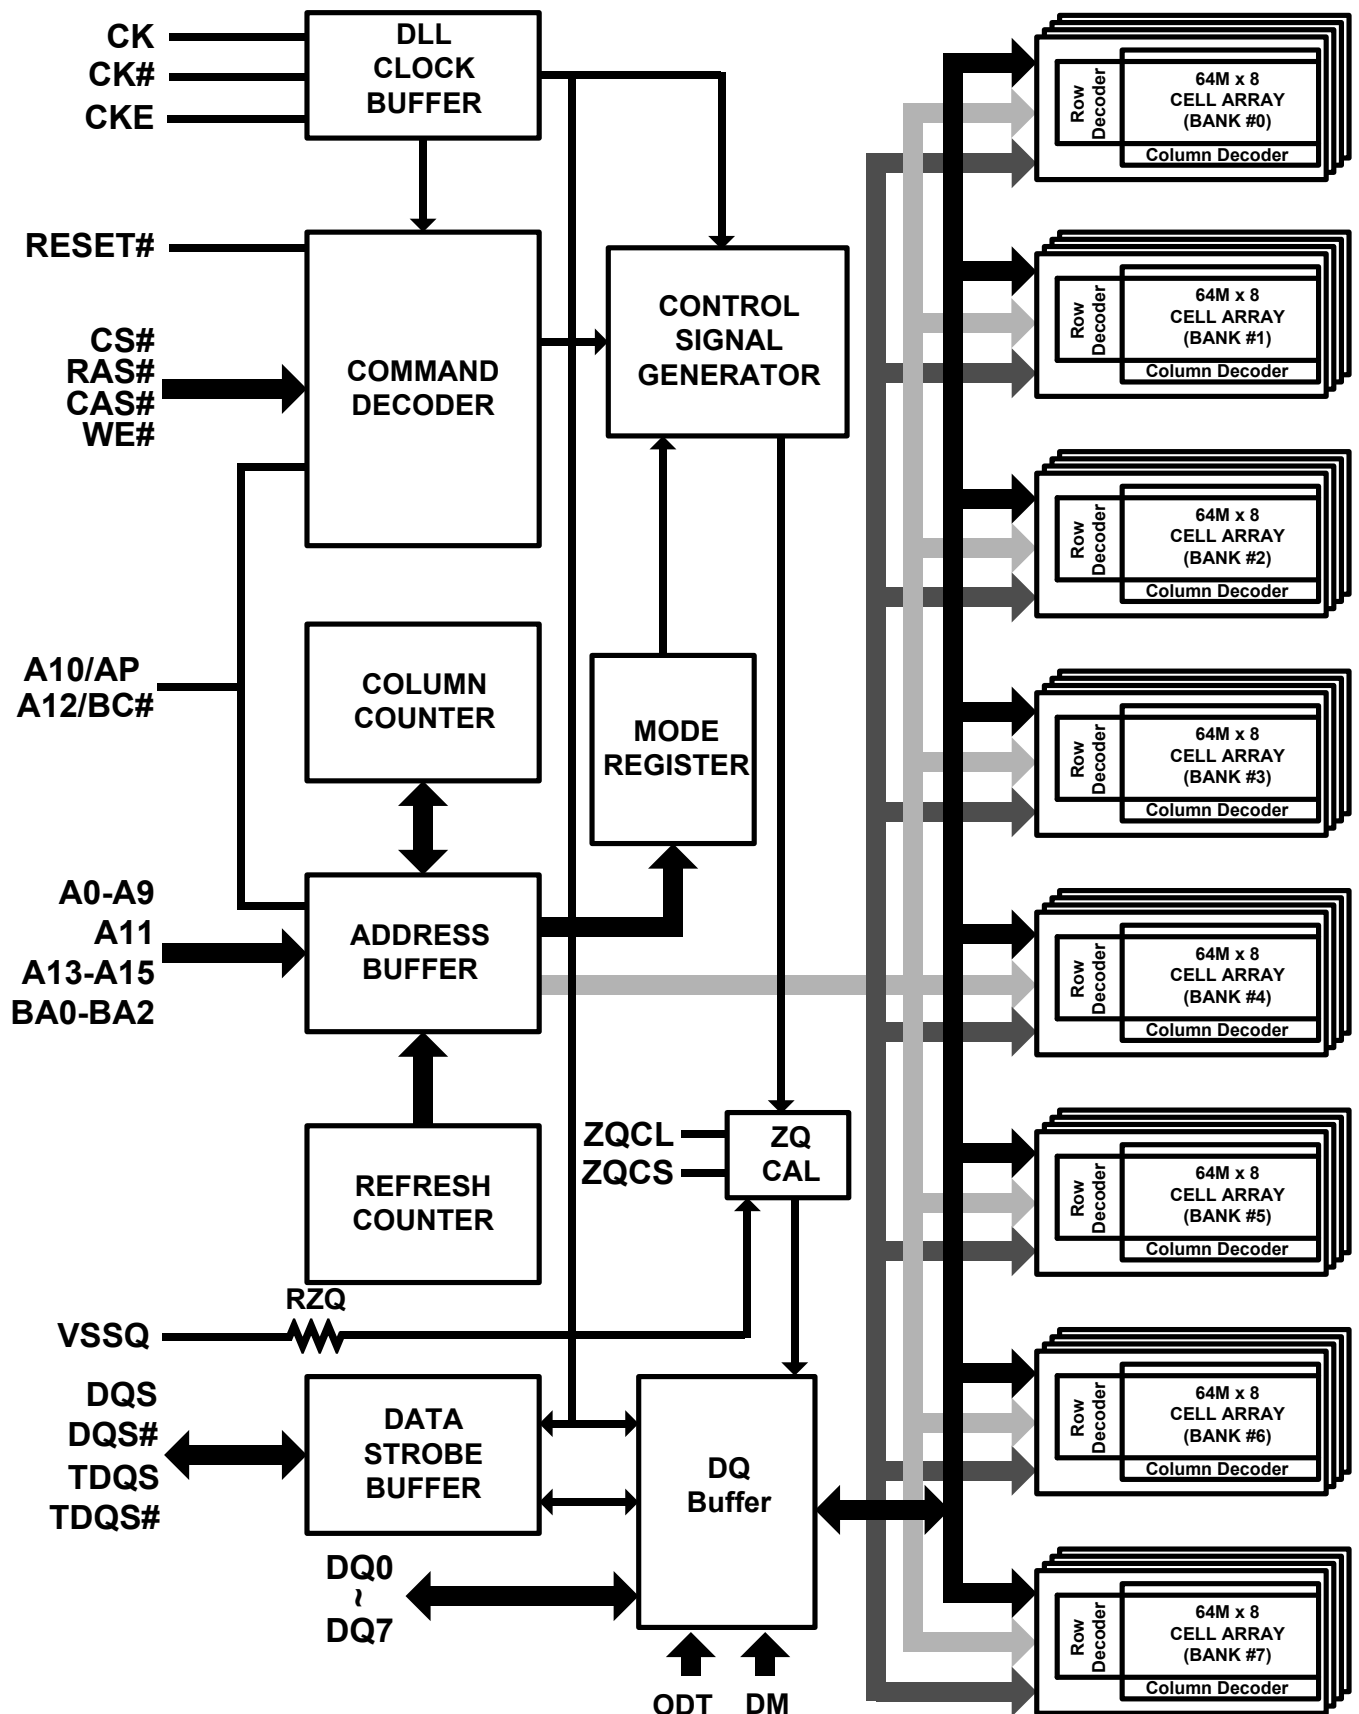 CK
CK#
CKE
DLL
CLOCK
BUFFER
RESET#
CS#
RAS#
CAS#
WE#
COMMAND
DECODER
CONTROL
SIGNAL
GENERATOR
A10/AP
A12/BC#
COLUMN
COUNTER
MODE
REGISTER
A0-A9
A11
A13-A15
BA0-BA2
ADDRESS
BUFFER
REFRESH
COUNTER
ZQCL
ZQCS
ZQ
CAL
RZQ
VSSQ
DQS
DQS#
TDQS
TDQS#
DATA
STROBE
BUFFER
DQ
Buffer
DQ0
~
DQ7
ODT
DM
Row
Decoder
64M x 8
CELL ARRAY
(BANK #0)
Column Decoder
Row
Decoder
64M x 8
CELL ARRAY
(BANK #1)
Column Decoder
Row
Decoder
64M x 8
CELL ARRAY
(BANK #2)
Column Decoder
Row
Decoder
64M x 8
CELL ARRAY
(BANK #3)
Column Decoder
Row
Decoder
64M x 8
CELL ARRAY
(BANK #4)
Column Decoder
Row
Decoder
64M x 8
CELL ARRAY
(BANK #5)
Column Decoder
Row
Decoder
64M x 8
CELL ARRAY
(BANK #6)
Column Decoder
Row
Decoder
64M x 8
CELL ARRAY
(BANK #7)
Column Decoder